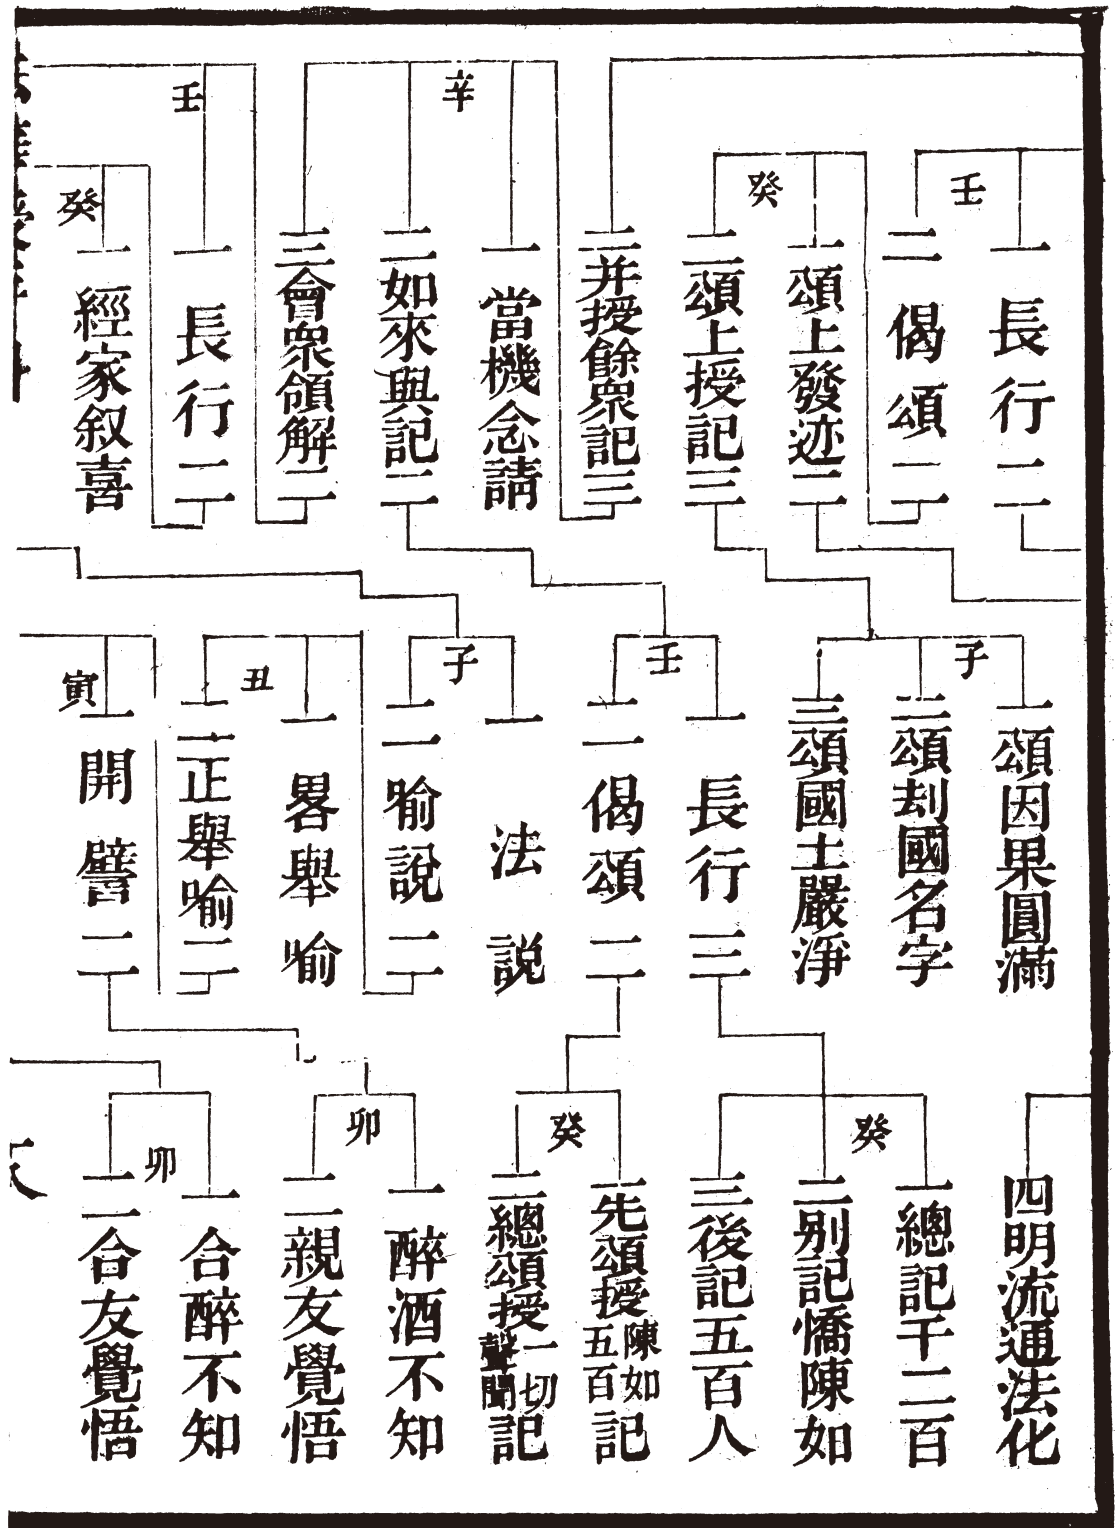 壬
一長行二
二偈頌二
癸
一頌上發迹二
二頌上授記三
二并授餘眾記三
辛
一當機念請
二如來與記二
三會眾領解二
壬
一長行二
癸
一經家叙喜
子
一頌因果圓滿
二頌刦國名字
三頌國土嚴淨
壬
一長行三
二偈頌二
子
一法說
二喻說二
丑
一畧舉喻
二正舉喻二
寅
一開譬二
四明流通法化
癸
一總記千二百
二别記憍陳如
三後記五百人
癸
一先頌授陳如五百記
二總頌授一切聲聞記
卯
一醉酒不知
二親友覺悟
卯
一合醉不知
二合友覺悟